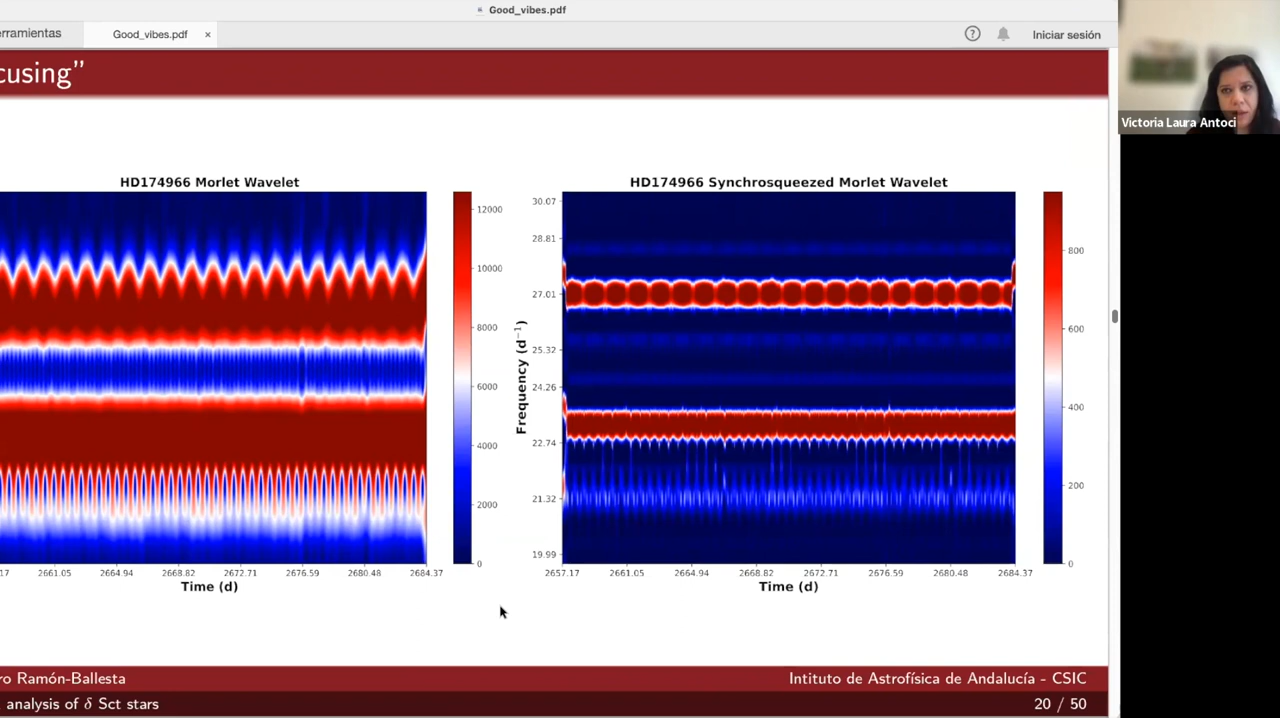 Good_vibes.pdf
erramientas
Good_vibes.pdf ×
? Iniciar sesión
cusing”
Victoria Laura Antoci
HD174966 Morlet Wavelet
12000
10000
8000
6000
4000
2000
0
17 2661.05 2664.94 2668.82 2672.71 2676.59 2680.48 2684.37
Time (d)
HD174966 Synchrosqueezed Morlet Wavelet
Frequency (d⁻¹)
30.07
28.81
27.01
25.32
24.26
22.74
21.32
19.99
2657.17 2661.05 2664.94 2668.82 2672.71 2676.59 2680.48 2684.37
Time (d)
800
600
400
200
0
ro Ramón-Ballesta
Intituto de Astrofísica de Andalucía - CSIC
analysis of δ Sct stars
20 / 50